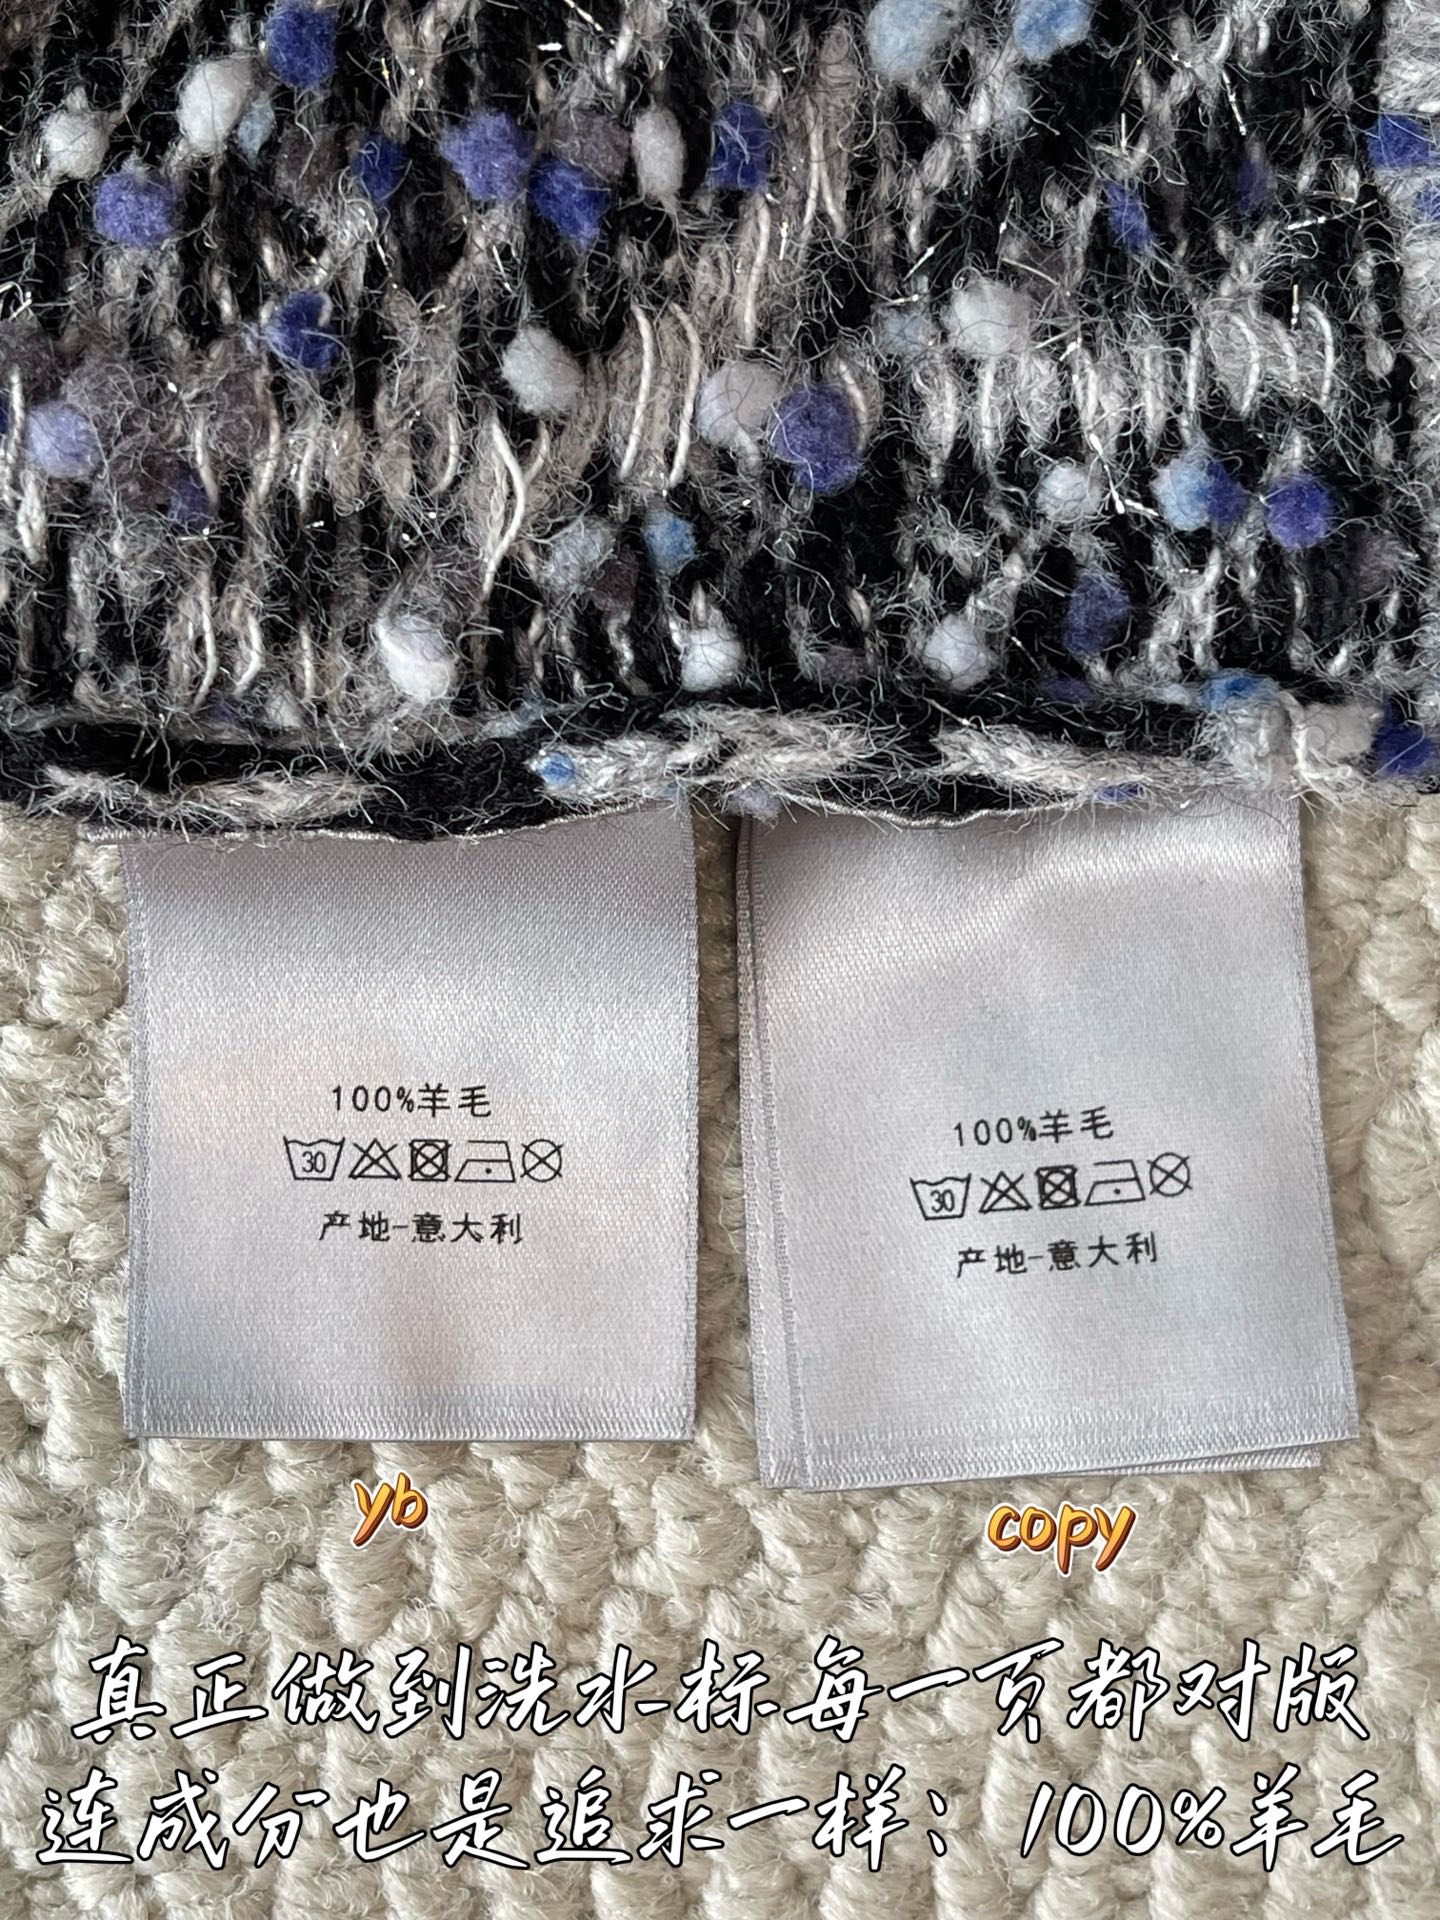 100%羊毛
30
产地-意大利
100%羊毛
30
产地-意大利
yb
copy
真正做到洗水标每一页都对版
连成分也是追求一样：100%羊毛